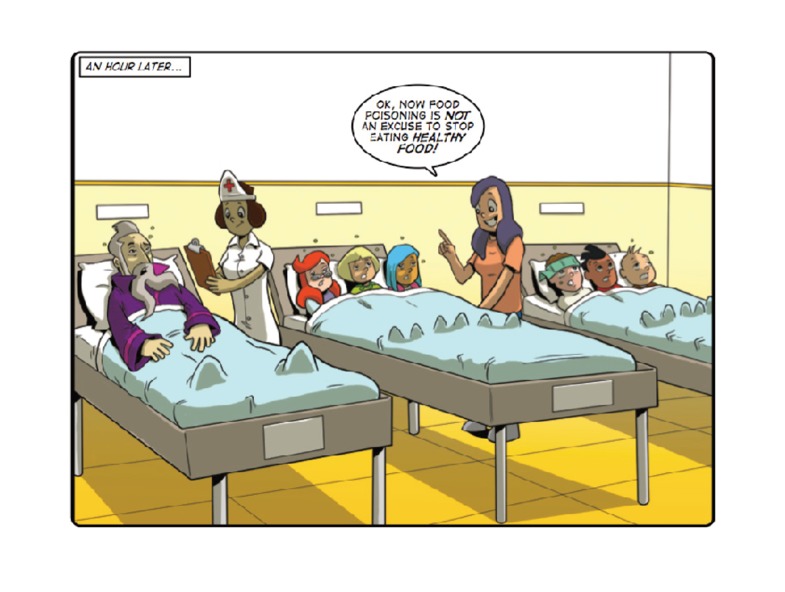 AN HOUR LATER...
OK, NOW FOOD
POISONING IS NOT
AN EXCUSE TO STOP
EATING HEALTHY
FOOD!